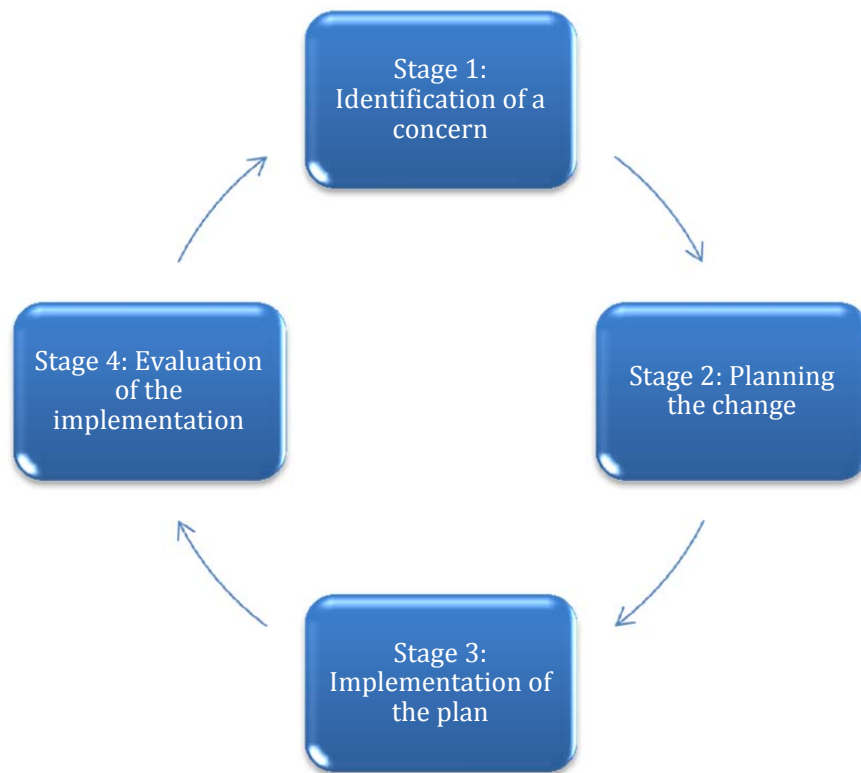 Stage 1:
Identification of a
concern
Stage 2: Planning
the change
Stage 3:
Implementation of
the plan
Stage 4: Evaluation
of the
implementation